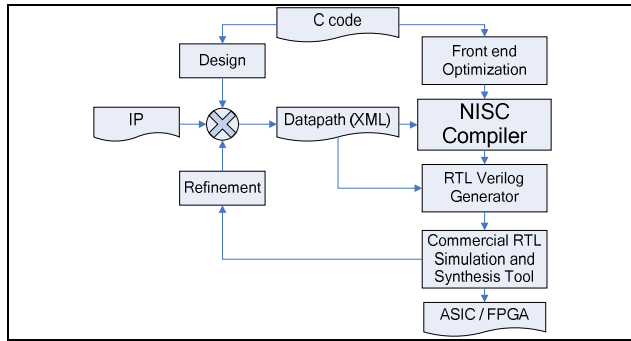 C code
Design
Front end
Optimization
IP
Datapath (XML)
NISC
Compiler
Refinement
RTL Verilog
Generator
Commercial RTL
Simulation and
Synthesis Tool
ASIC / FPGA